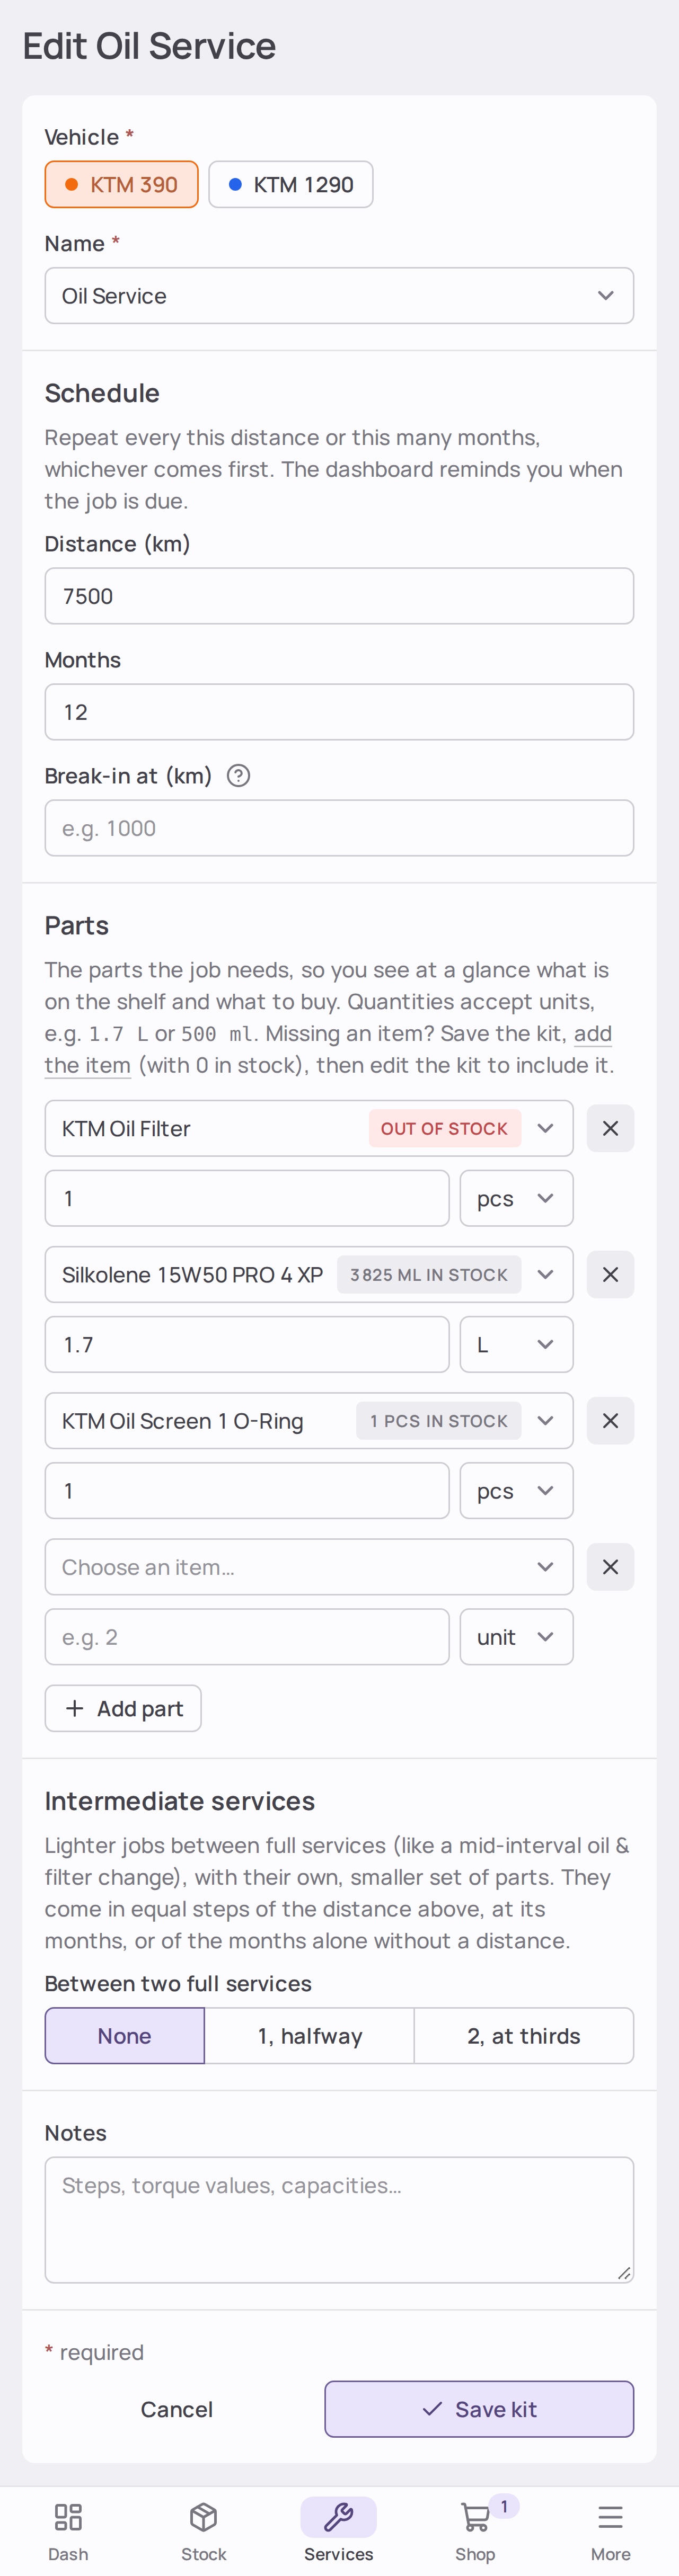 Edit Oil Service
Vehicle *
KTM 390
KTM 1290
Name *
Oil Service
Schedule
Repeat every this distance or this many months,
whichever comes first. The dashboard reminds you when
the job is due.
Distance (km)
7500
Months
12
Break-in at (km)
e.g. 1000
Parts
The parts the job needs, so you see at a glance what is
on the shelf and what to buy. Quantities accept units,
e.g. 1.7 L or 500 ml. Missing an item? Save the kit, add
the item (with 0 in stock), then edit the kit to include it.
KTM Oil Filter OUT OF STOCK
1 pcs
Silkolene 15W50 PRO 4 XP 3 825 ML IN STOCK
1.7 L
KTM Oil Screen 1 O-Ring 1 PCS IN STOCK
1 pcs
Choose an item...
e.g. 2 unit
Add part
Intermediate services
Lighter jobs between full services (like a mid-interval oil &
filter change), with their own, smaller set of parts. They
come in equal steps of the distance above, at its
months, or of the months alone without a distance.
Between two full services
None 1, halfway 2, at thirds
Notes
Steps, torque values, capacities...
* required
Cancel Save kit
1
Dash Stock Services Shop More